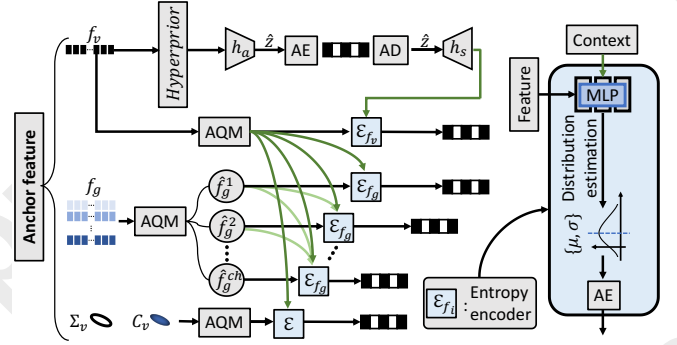 Anchor feature
f_v
Hyperprior
h_a
ẑ
AE
AD
ẑ
h_s
AQM
ℰ_{f_v}
f_g
AQM
f̂_g^1
ℰ_{f_g}
f̂_g^2
ℰ_{f_g}
f̂_g^{ch}
ℰ_{f_g}
Σ_v
C_v
AQM
ℰ
ℰ_{f_i} : Entropy
encoder
Context
Feature
MLP
Distribution
estimation
{μ, σ}
AE